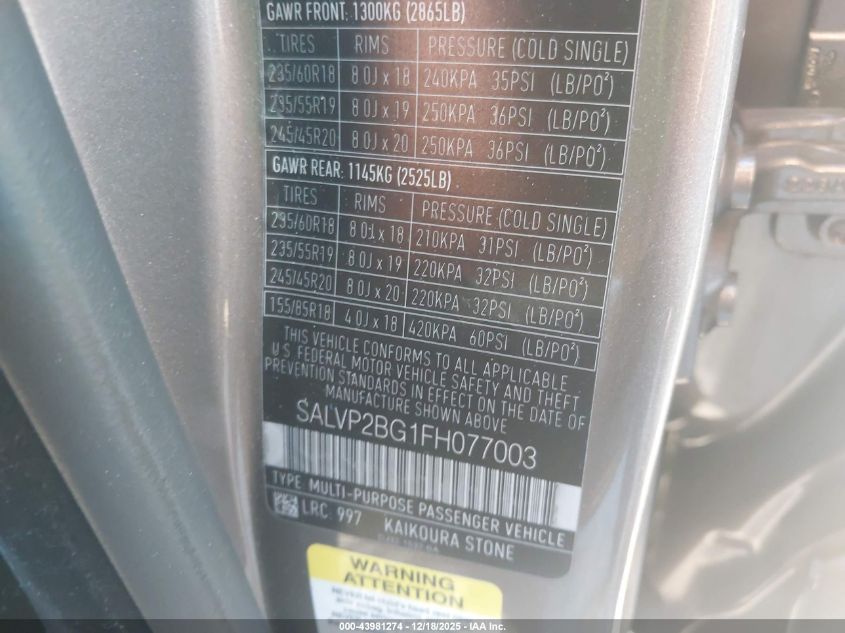 GAWR FRONT: 1300KG (2865LB)
TIRES RIMS PRESSURE (COLD SINGLE)
235/60R18 8.0J x 18 240KPA 35PSI (LB/PO²)
235/55R19 8.0J x 19 250KPA 36PSI (LB/PO²)
245/45R20 8.0J x 20 250KPA 36PSI (LB/PO²)
GAWR REAR: 1145KG (2525LB)
TIRES RIMS PRESSURE (COLD SINGLE)
235/60R18 8.0J x 18 210KPA 31PSI (LB/PO²)
235/55R19 8.0J x 19 220KPA 32PSI (LB/PO²)
245/45R20 8.0J x 20 220KPA 32PSI (LB/PO²)
155/85R18 4.0J x 18 420KPA 60PSI (LB/PO²)
THIS VEHICLE CONFORMS TO ALL APPLICABLE
U.S. FEDERAL MOTOR VEHICLE SAFETY AND THEFT
PREVENTION STANDARDS IN EFFECT ON THE DATE OF
MANUFACTURE SHOWN ABOVE
SALVP2BG1FH077003
TYPE: MULTI-PURPOSE PASSENGER VEHICLE
LRC: 997 KAIKOURA STONE
WARNING
ATTENTION
000-43981274 | 12/18/2025 | IAA, Inc.